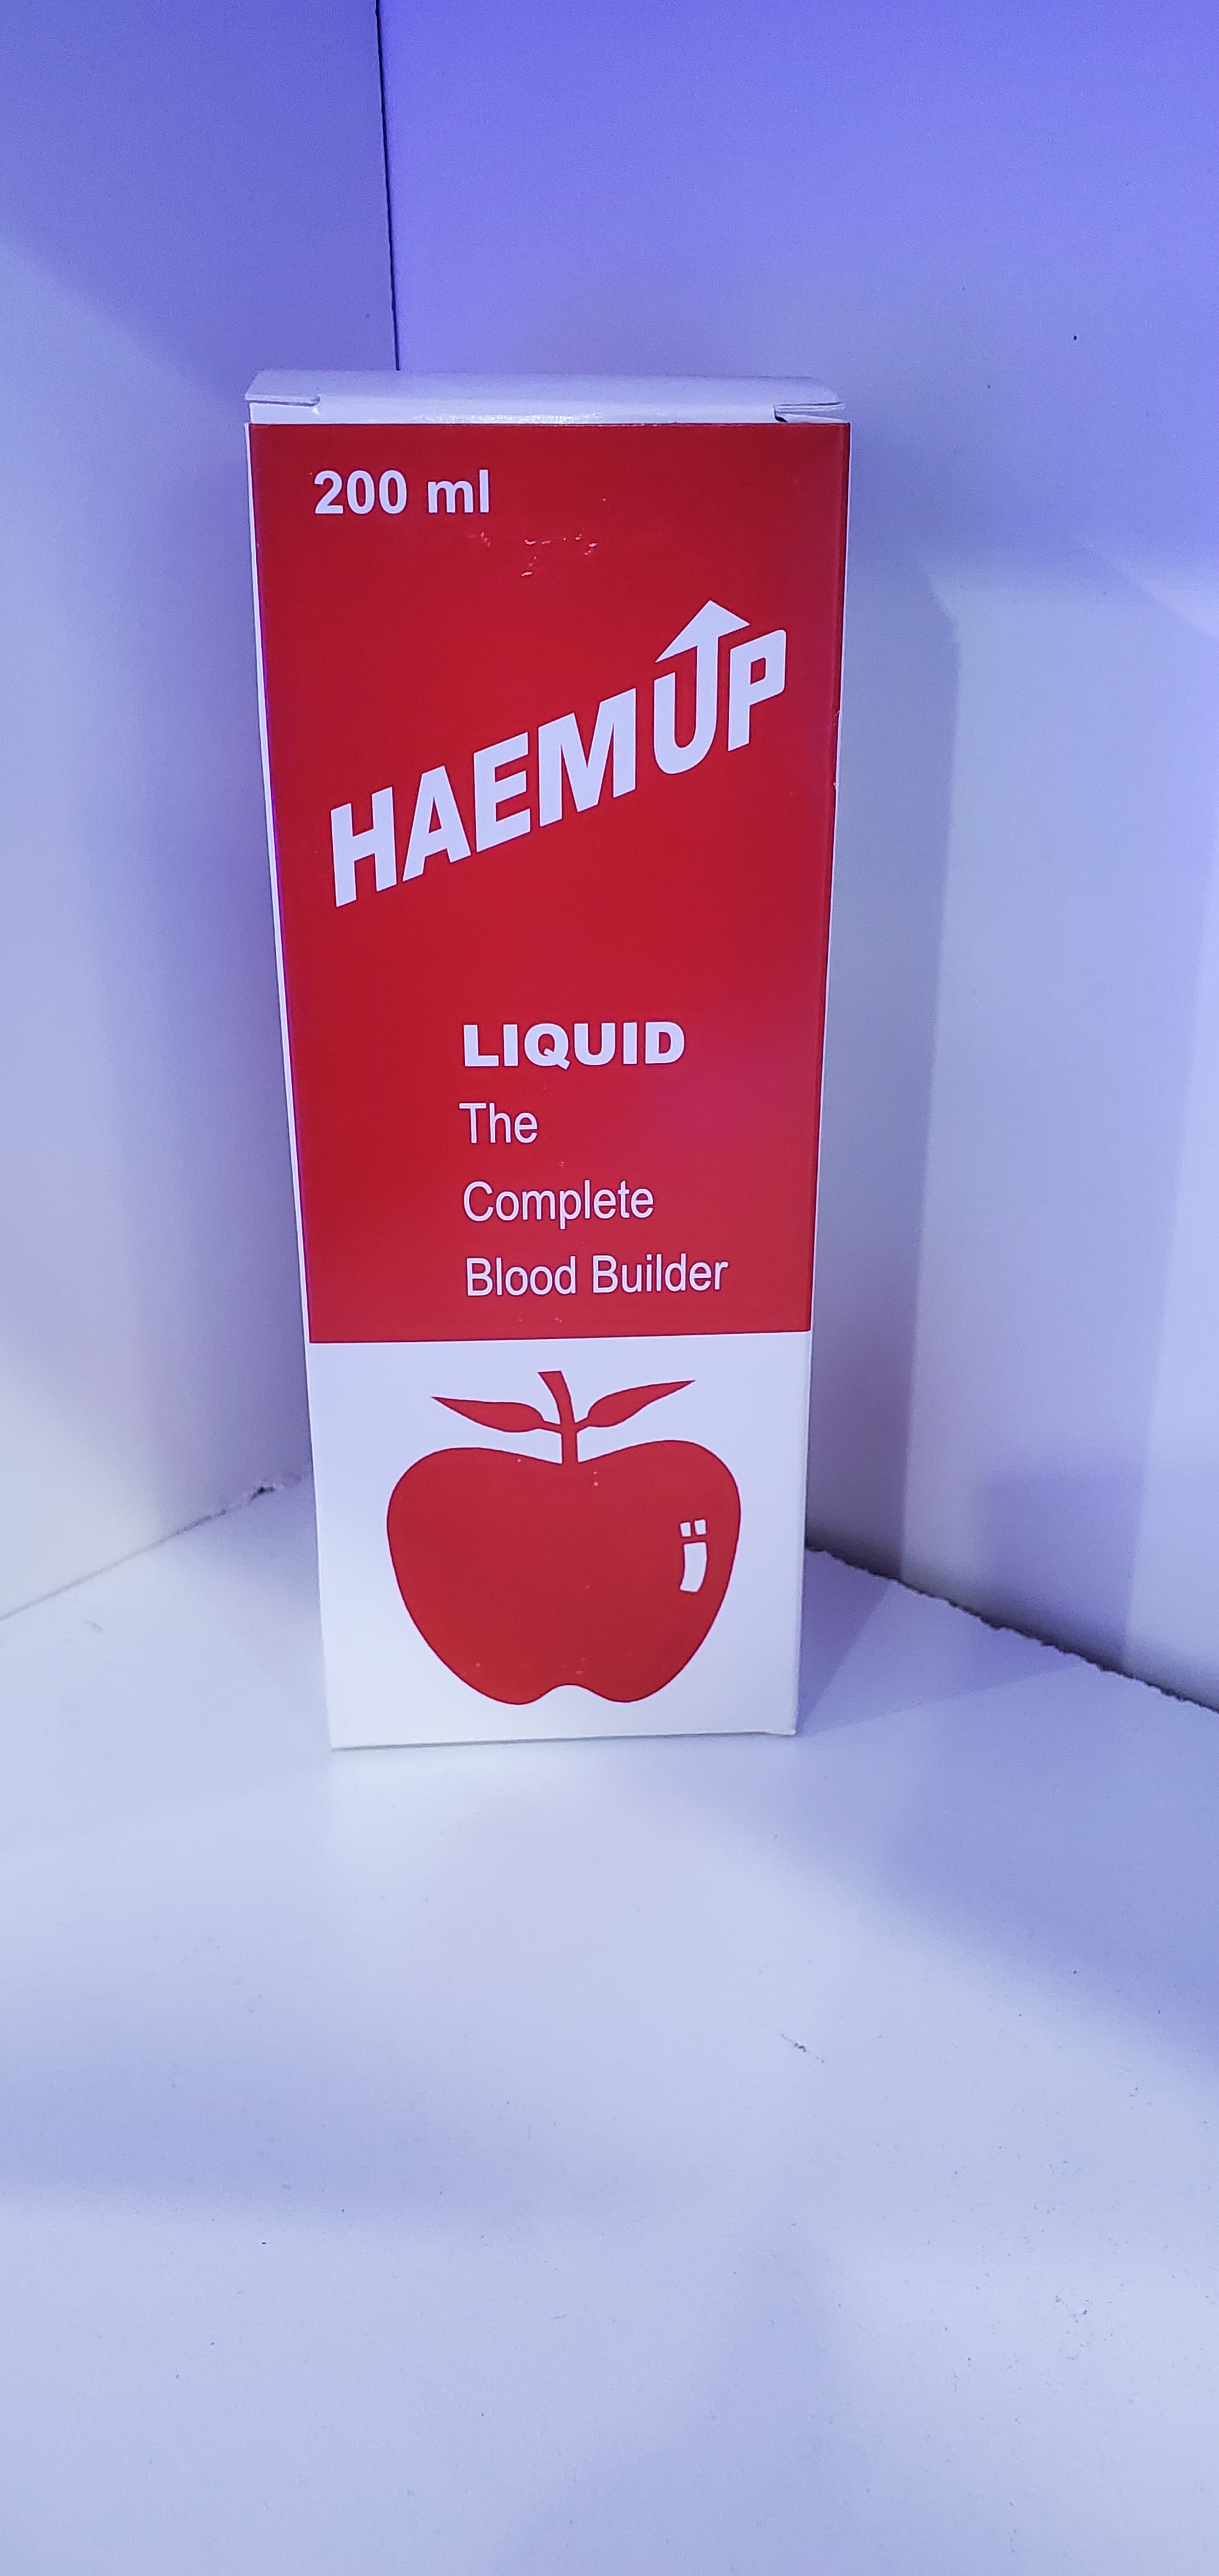 200 ml
HAEMUP
LIQUID
The
Complete
Blood Builder